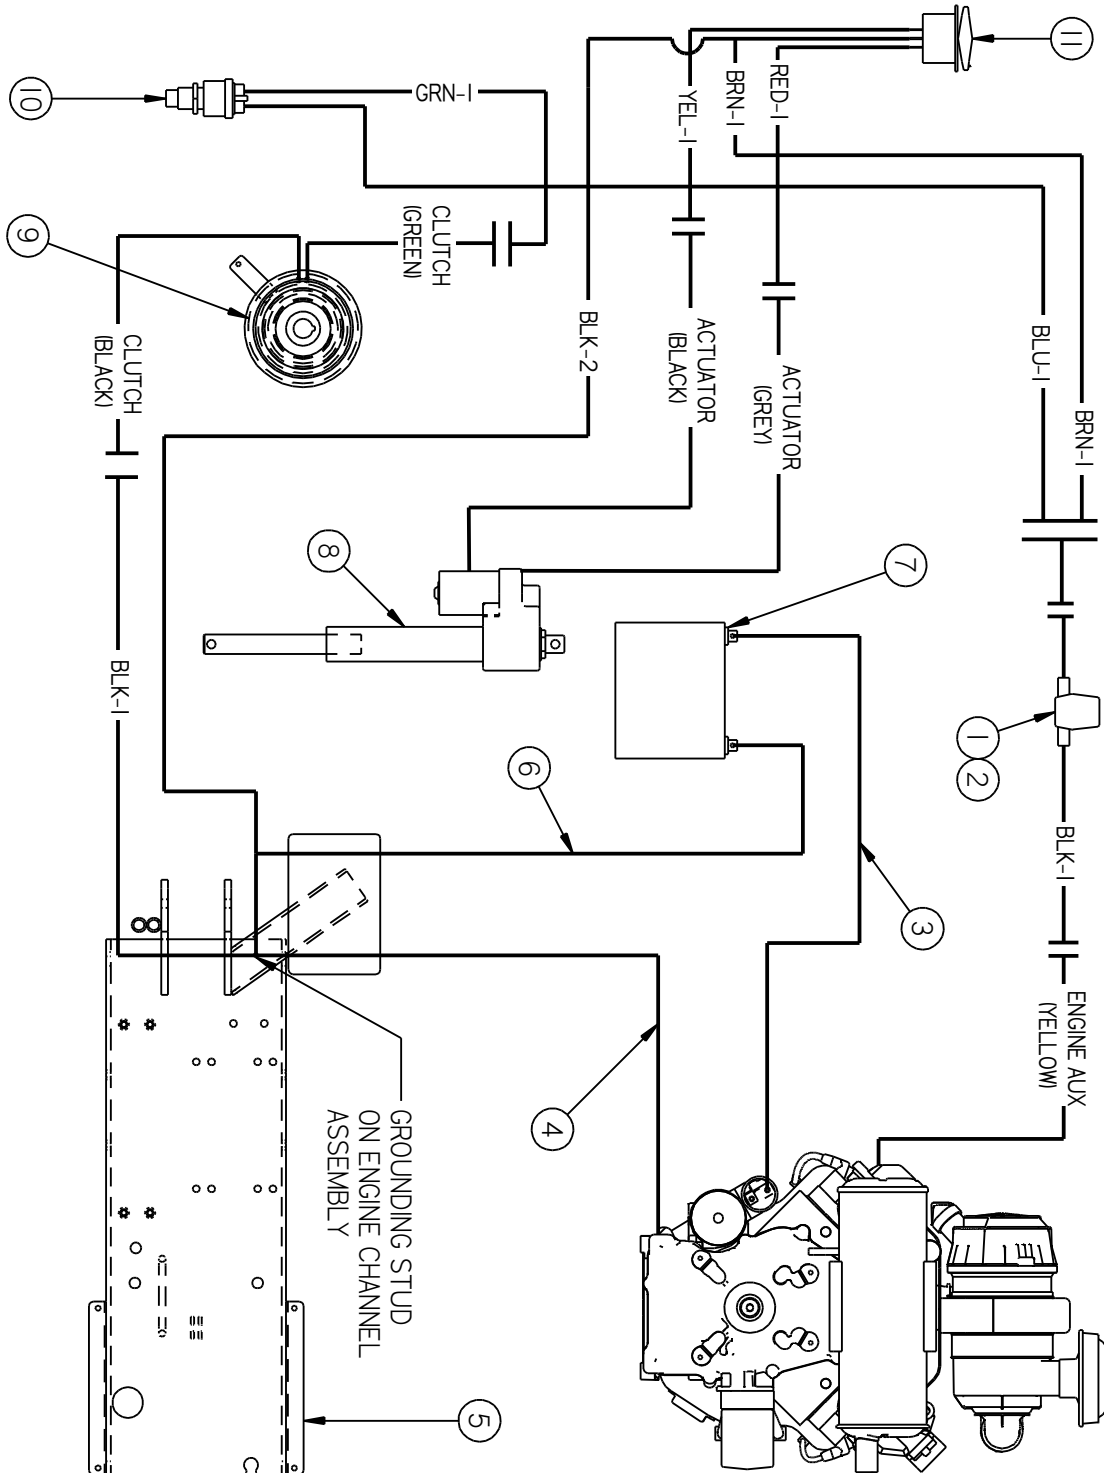 11
BRN-1
BLK-1
ENGINE AUX
(YELLOW)
BLU-1
1
2
3
7
RED-1
ACTUATOR
(GREY)
BRN-1
YEL-1
ACTUATOR
(BLACK)
BLK-2
4
6
5
GRN-1
CLUTCH
(GREEN)
GROUNDING STUD
ON ENGINE CHANNEL
ASSEMBLY
8
CLUTCH
(BLACK)
BLK-1
10
9